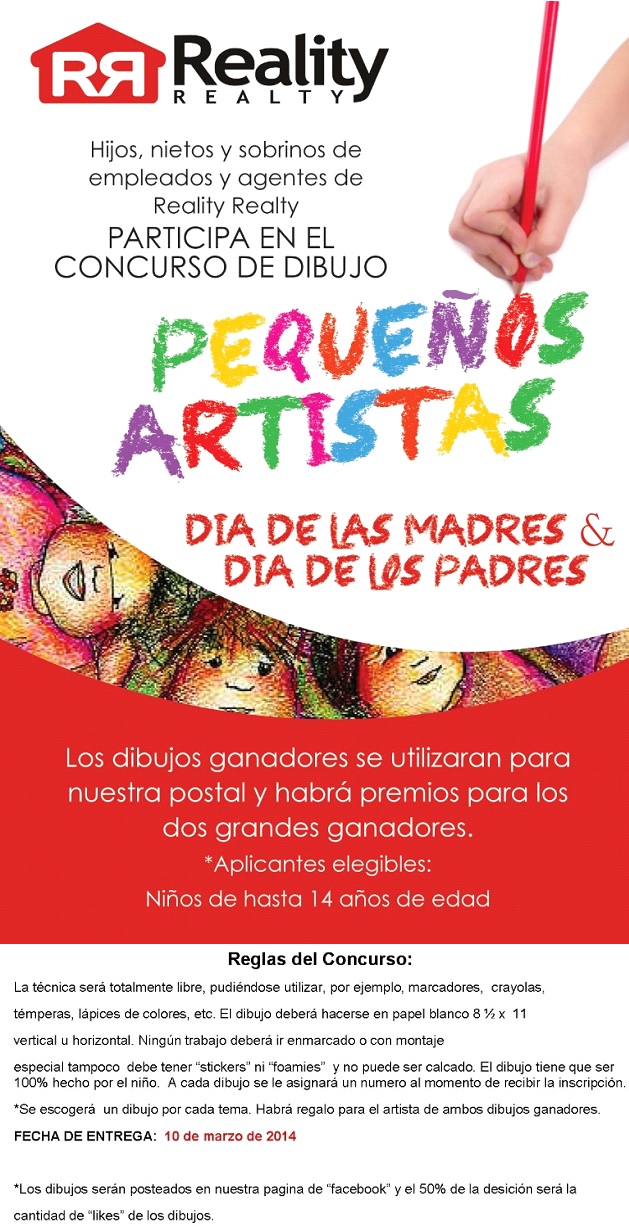 RR Reality
REALTY
Hijos, nietos y sobrinos de
empleados y agentes de
Reality Realty
PARTICIPA EN EL
CONCURSO DE DIBUJO
PEQUEÑOS
ARTISTAS
DIA DE LAS MADRES &
DIA DE LOS PADRES
Los dibujos ganadores se utilizaran para
nuestra postal y habrá premios para los
dos grandes ganadores.
*Aplicantes elegibles:
Niños de hasta 14 años de edad
Reglas del Concurso:
La técnica será totalmente libre, pudiéndose utilizar, por ejemplo, marcadores, crayolas,
témperas, lápices de colores, etc. El dibujo deberá hacerse en papel blanco 8 ½ x 11
vertical u horizontal. Ningún trabajo deberá ir enmarcado o con montaje
especial tampoco debe tener “stickers” ni “foamies” y no puede ser calcado. El dibujo tiene que ser
100% hecho por el niño. A cada dibujo se le asignará un numero al momento de recibir la inscripción.
*Se escogerá un dibujo por cada tema. Habrá regalo para el artista de ambos dibujos ganadores.
FECHA DE ENTREGA: 10 de marzo de 2014
*Los dibujos serán posteados en nuestra pagina de “facebook” y el 50% de la desición será la
cantidad de “likes” de los dibujos.